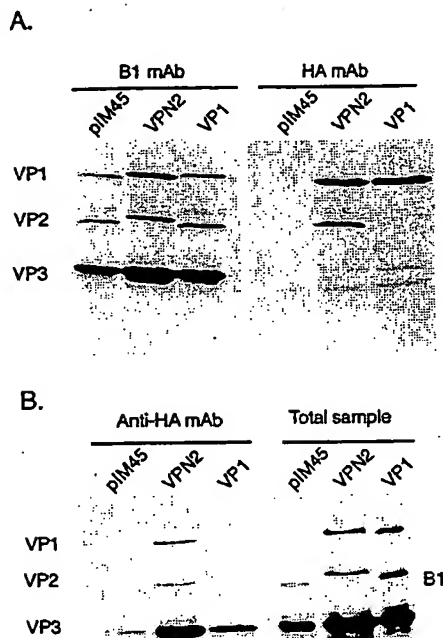 A.
B1 mAb HA mAb
pIM45 VPN2 VP1 pIM45 VPN2 VP1
VP1
VP2
VP3
B.
Anti-HA mAb Total sample
pIM45 VPN2 VP1 pIM45 VPN2 VP1
VP1
VP2 B1
VP3